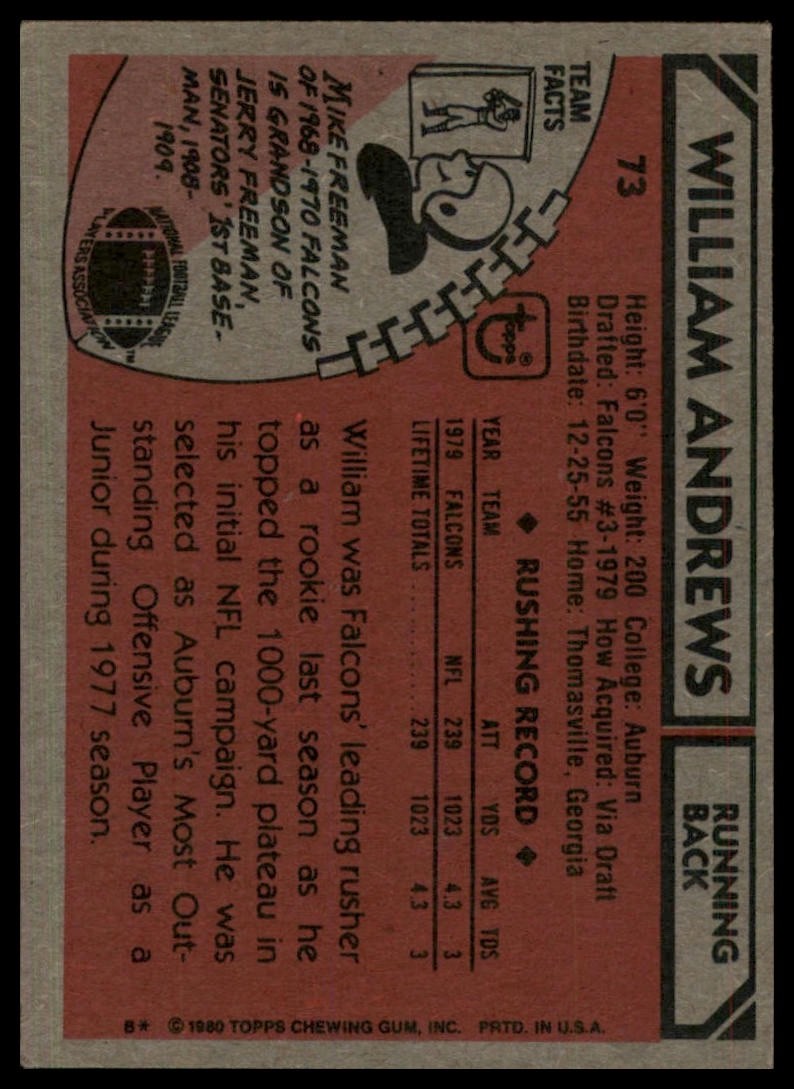 WILLIAM ANDREWS
RUNNING
BACK
73
Height: 6'0" Weight: 200 College: Auburn
Drafted: Falcons #3-1979 How Acquired: Via Draft
Birthdate: 12-25-55 Home: Thomasville, Georgia
TEAM
FACTS
MIKE FREEMAN
OF 1968-1970 FALCONS
IS GRANDSON OF
JERRY FREEMAN,
SENATORS' 1ST BASE-
MAN, 1908-
1909.
NATIONAL FOOTBALL LEAGUE
PLAYERS ASSOCIATION ™
topps®
◆ RUSHING RECORD ◆
YEAR TEAM ATT YDS AVG TDS
1979 FALCONS NFL 239 1023 4.3 3
LIFETIME TOTALS .......... 239 1023 4.3 3
William was Falcons' leading rusher
as a rookie last season as he
topped the 1000-yard plateau in
his initial NFL campaign. He was
selected as Auburn's Most Out-
standing Offensive Player as a
Junior during 1977 season.
B* © 1980 TOPPS CHEWING GUM, INC. PRTD. IN U.S.A.